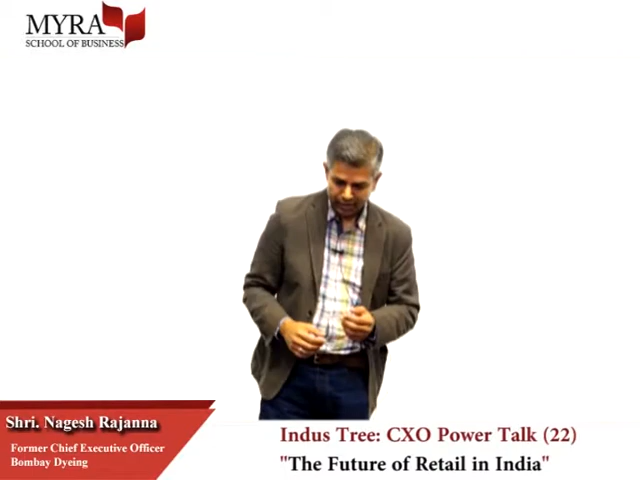 MYRA
SCHOOL OF BUSINESS
Shri. Nagesh Rajanna
Former Chief Executive Officer
Bombay Dyeing
Indus Tree: CXO Power Talk (22)
"The Future of Retail in India"